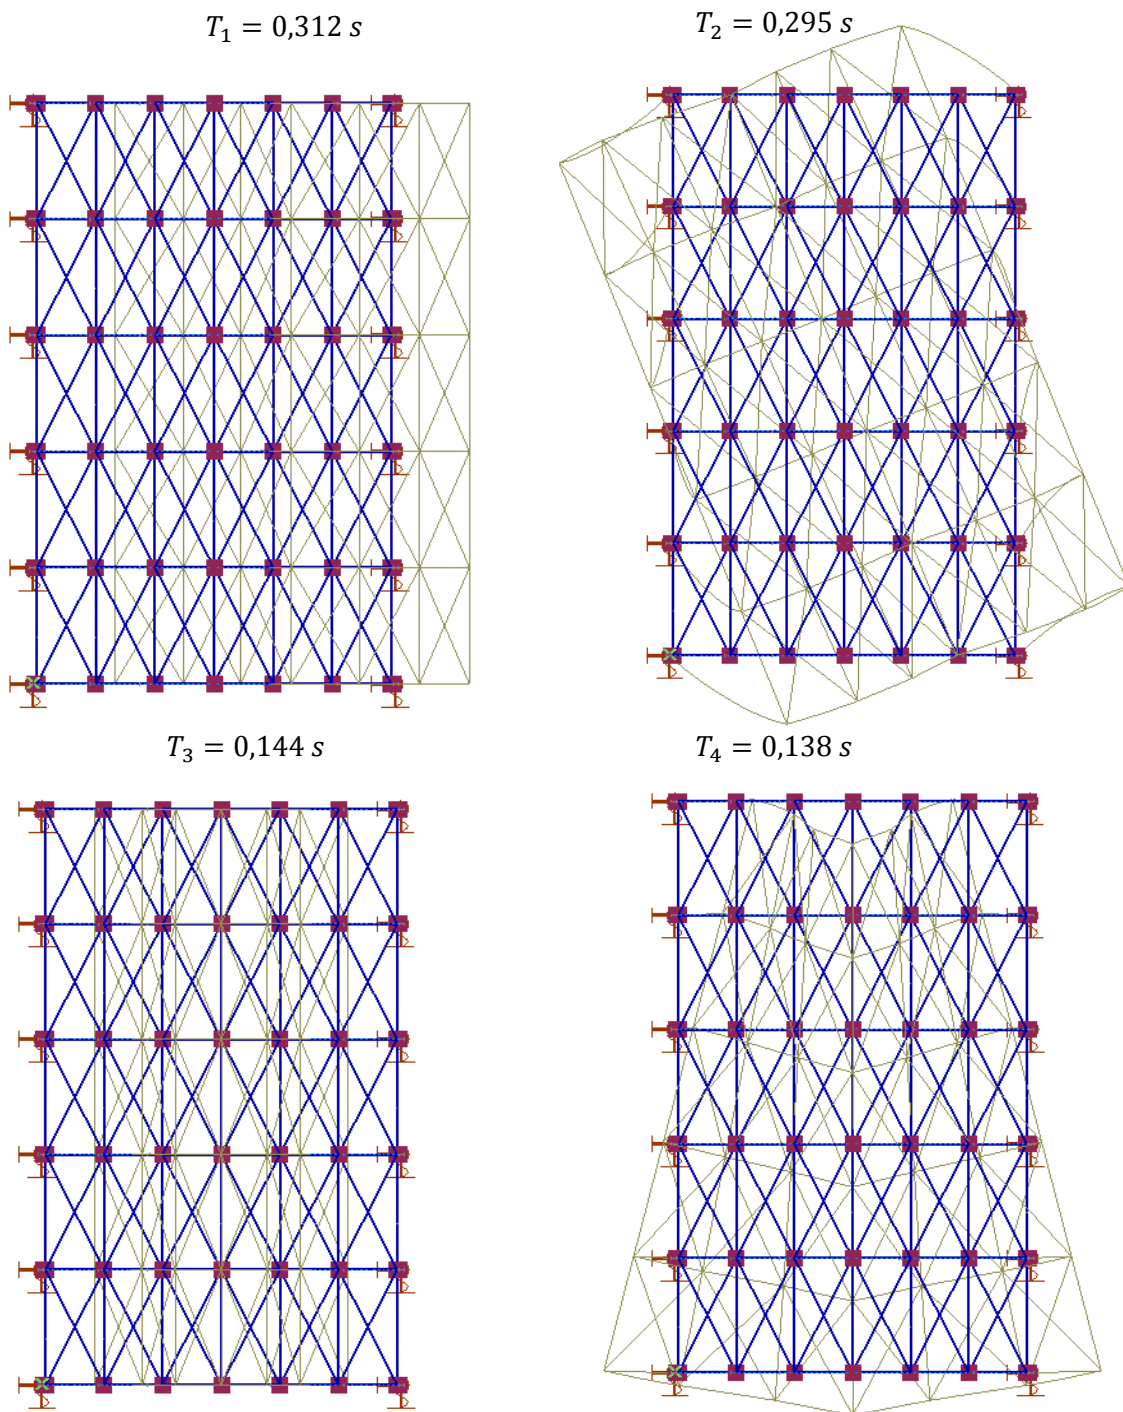 T₁ = 0,312 s
T₂ = 0,295 s
T₃ = 0,144 s
T₄ = 0,138 s